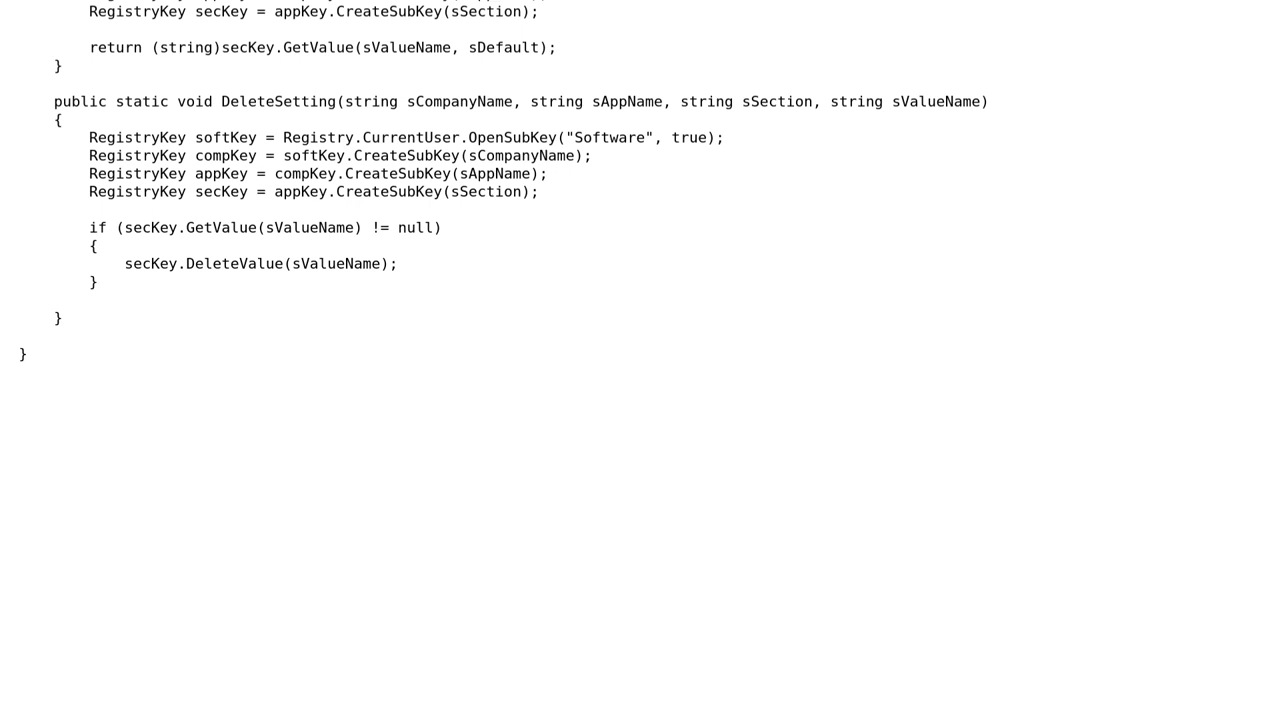 RegistryKey secKey = appKey.CreateSubKey(sSection);
return (string)secKey.GetValue(sValueName, sDefault);
}
public static void DeleteSetting(string sCompanyName, string sAppName, string sSection, string sValueName)
{
RegistryKey softKey = Registry.CurrentUser.OpenSubKey("Software", true);
RegistryKey compKey = softKey.CreateSubKey(sCompanyName);
RegistryKey appKey = compKey.CreateSubKey(sAppName);
RegistryKey secKey = appKey.CreateSubKey(sSection);
if (secKey.GetValue(sValueName) != null)
{
secKey.DeleteValue(sValueName);
}
}
}